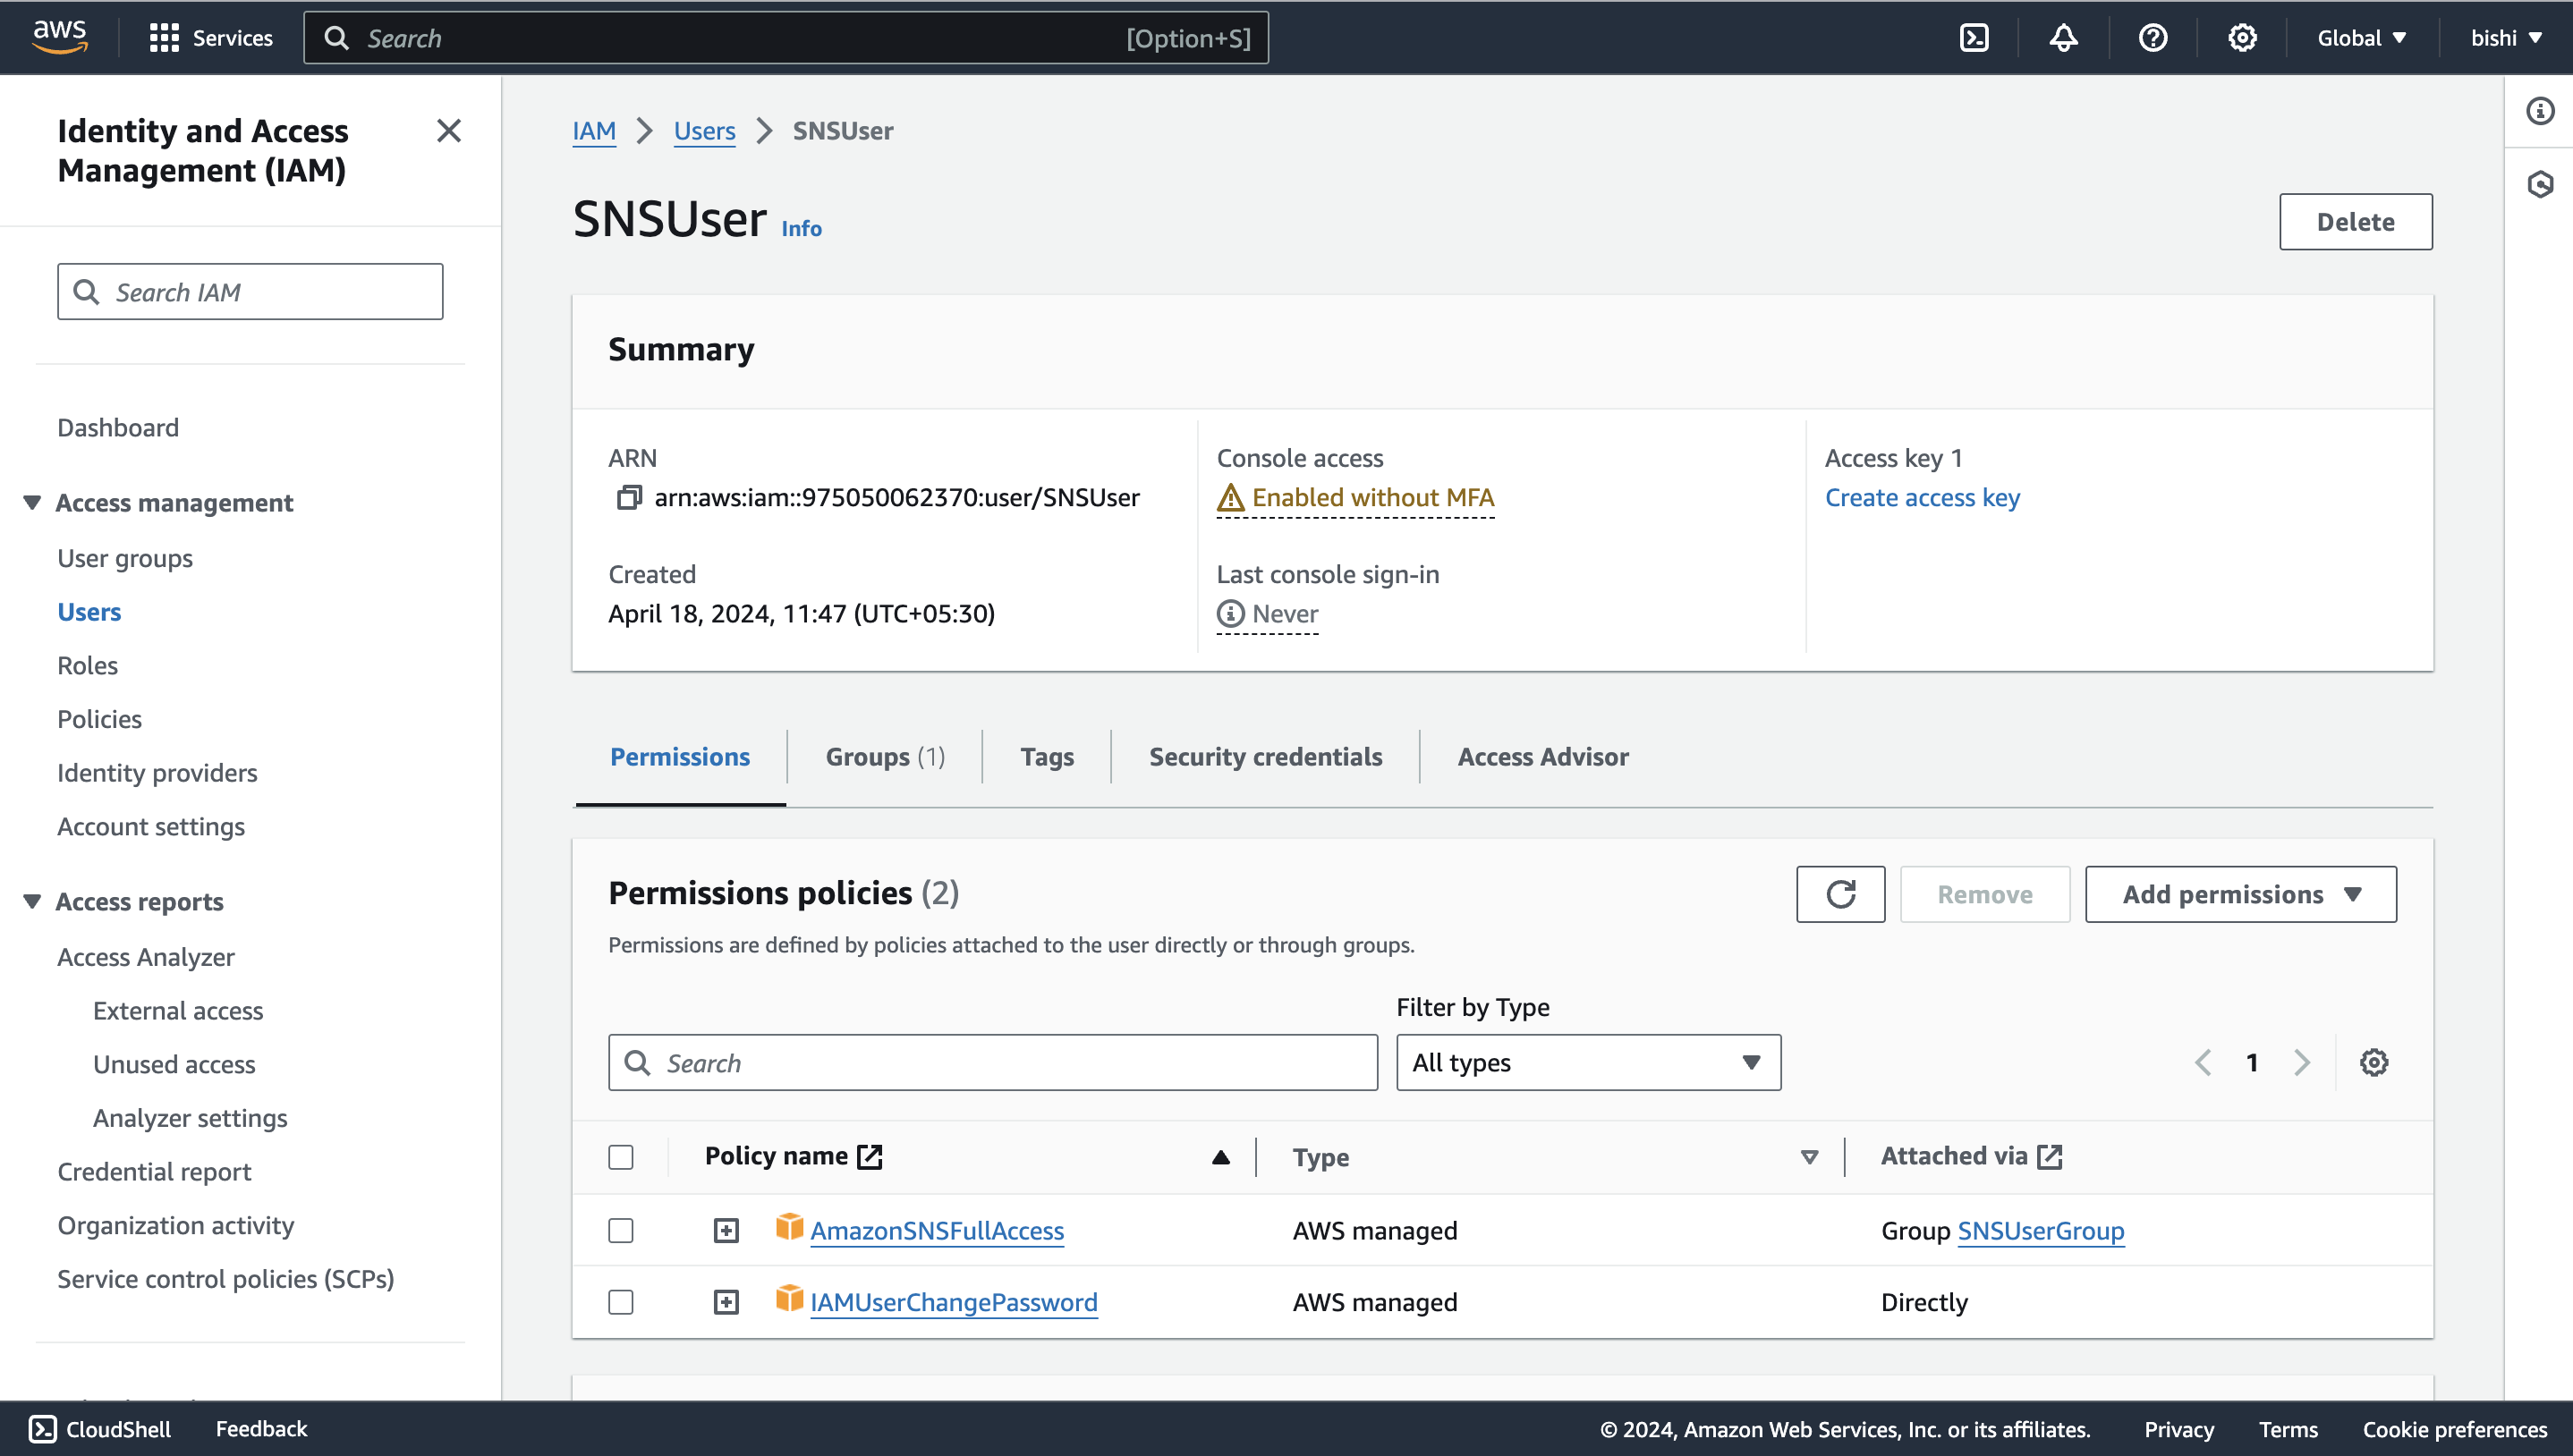 aws
Services
Search
[Option+S]
Global
bishi
Identity and Access
Management (IAM)
Search IAM
Dashboard
Access management
User groups
Users
Roles
Policies
Identity providers
Account settings
Access reports
Access Analyzer
External access
Unused access
Analyzer settings
Credential report
Organization activity
Service control policies (SCPs)
IAM
Users
SNSUser
SNSUser Info
Delete
Summary
ARN
arn:aws:iam::975050062370:user/SNSUser
Console access
Enabled without MFA
Access key 1
Create access key
Created
April 18, 2024, 11:47 (UTC+05:30)
Last console sign-in
Never
Permissions
Groups (1)
Tags
Security credentials
Access Advisor
Permissions policies (2)
Remove
Add permissions
Permissions are defined by policies attached to the user directly or through groups.
Filter by Type
Search
All types
1
Policy name
Type
Attached via
AmazonSNSFullAccess
AWS managed
Group SNSUserGroup
IAMUserChangePassword
AWS managed
Directly
CloudShell
Feedback
© 2024, Amazon Web Services, Inc. or its affiliates.
Privacy
Terms
Cookie preferences